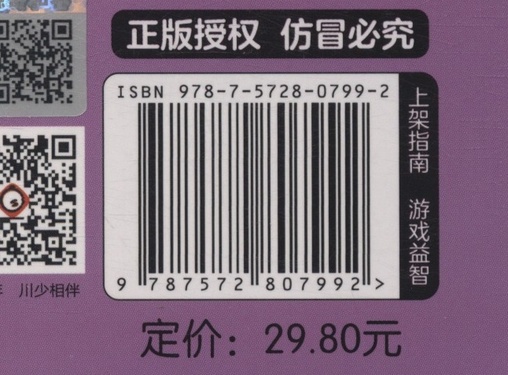 正版授权 仿冒必究
ISBN 978-7-5728-0799-2
9 787572 807992 >
上架指南 游戏益智
川少相伴
定价：29.80元